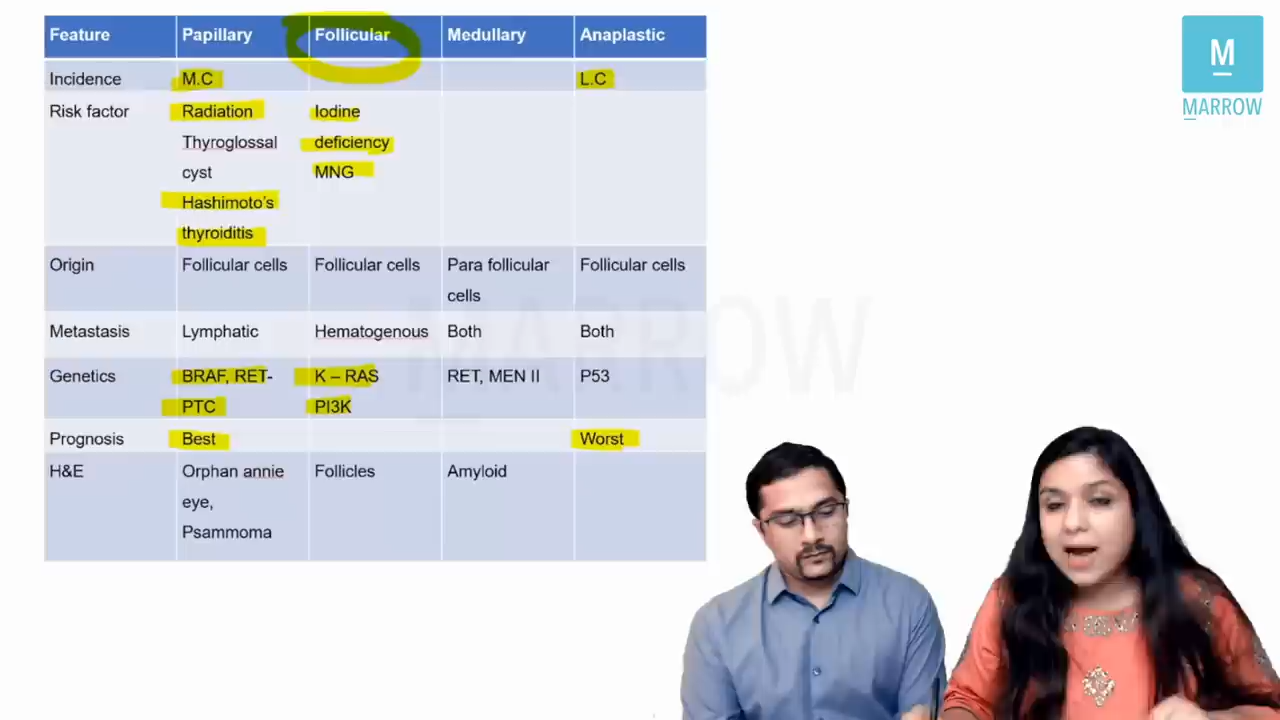 Feature Papillary Follicular Medullary Anaplastic
Incidence M.C L.C
Risk factor Radiation Iodine
Thyroglossal deficiency
cyst MNG
Hashimoto's
thyroiditis
Origin Follicular cells Follicular cells Para follicular Follicular cells
cells
Metastasis Lymphatic Hematogenous Both Both
Genetics BRAF, RET- K – RAS RET, MEN II P53
PTC PI3K
Prognosis Best Worst
H&E Orphan annie Follicles Amyloid
eye,
Psammoma
M
MARROW
MARROW